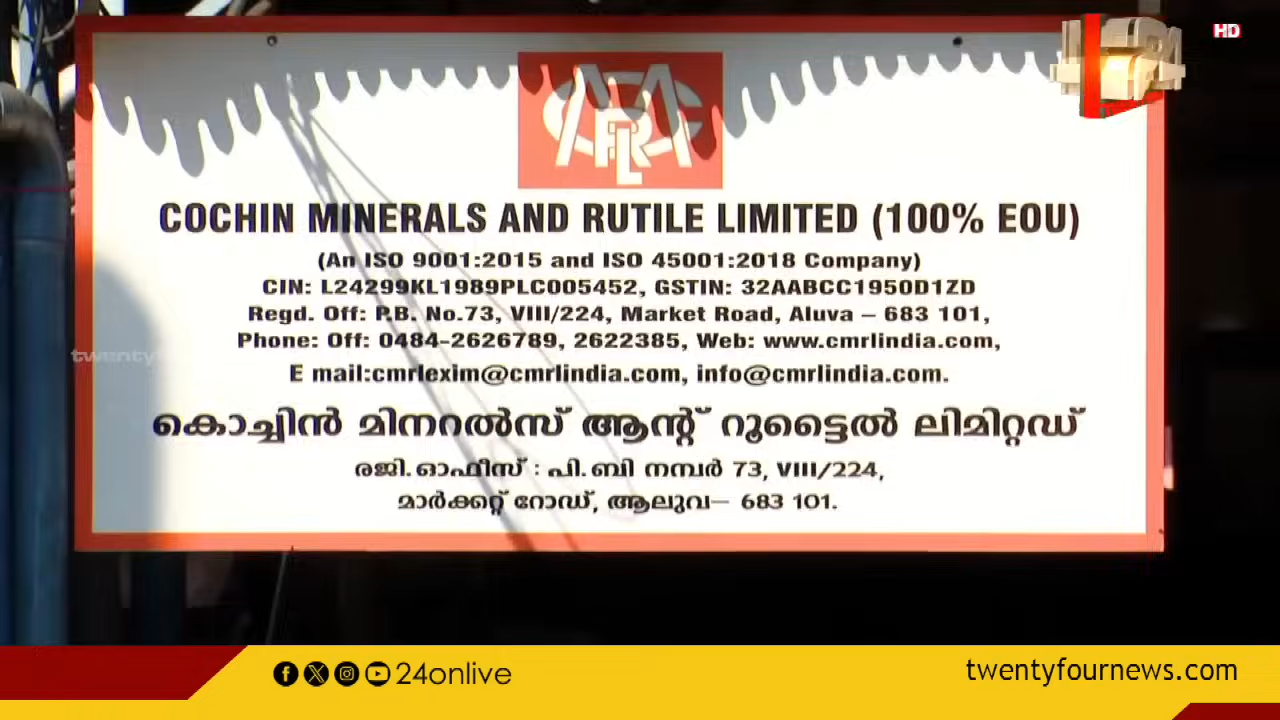 HD
CMRL
COCHIN MINERALS AND RUTILE LIMITED (100% EOU)
(An ISO 9001:2015 and ISO 45001:2018 Company)
CIN: L24299KL1989PLC005452, GSTIN: 32AABCC1950D1ZD
Regd. Off: P.B. No.73, VIII/224, Market Road, Aluva – 683 101,
Phone: Off: 0484-2626789, 2622385, Web: www.cmrlindia.com,
E mail:cmrlexim@cmrlindia.com, info@cmrlindia.com.
കൊച്ചിൻ മിനറൽസ് ആന്റ് റൂട്ടൈൽ ലിമിറ്റഡ്
രജി. ഓഫീസ് : പി. ബി നമ്പർ 73, VIII/224,
മാർക്കറ്റ് റോഡ്, ആലുവ– 683 101.
24onlive
twentyfournews.com